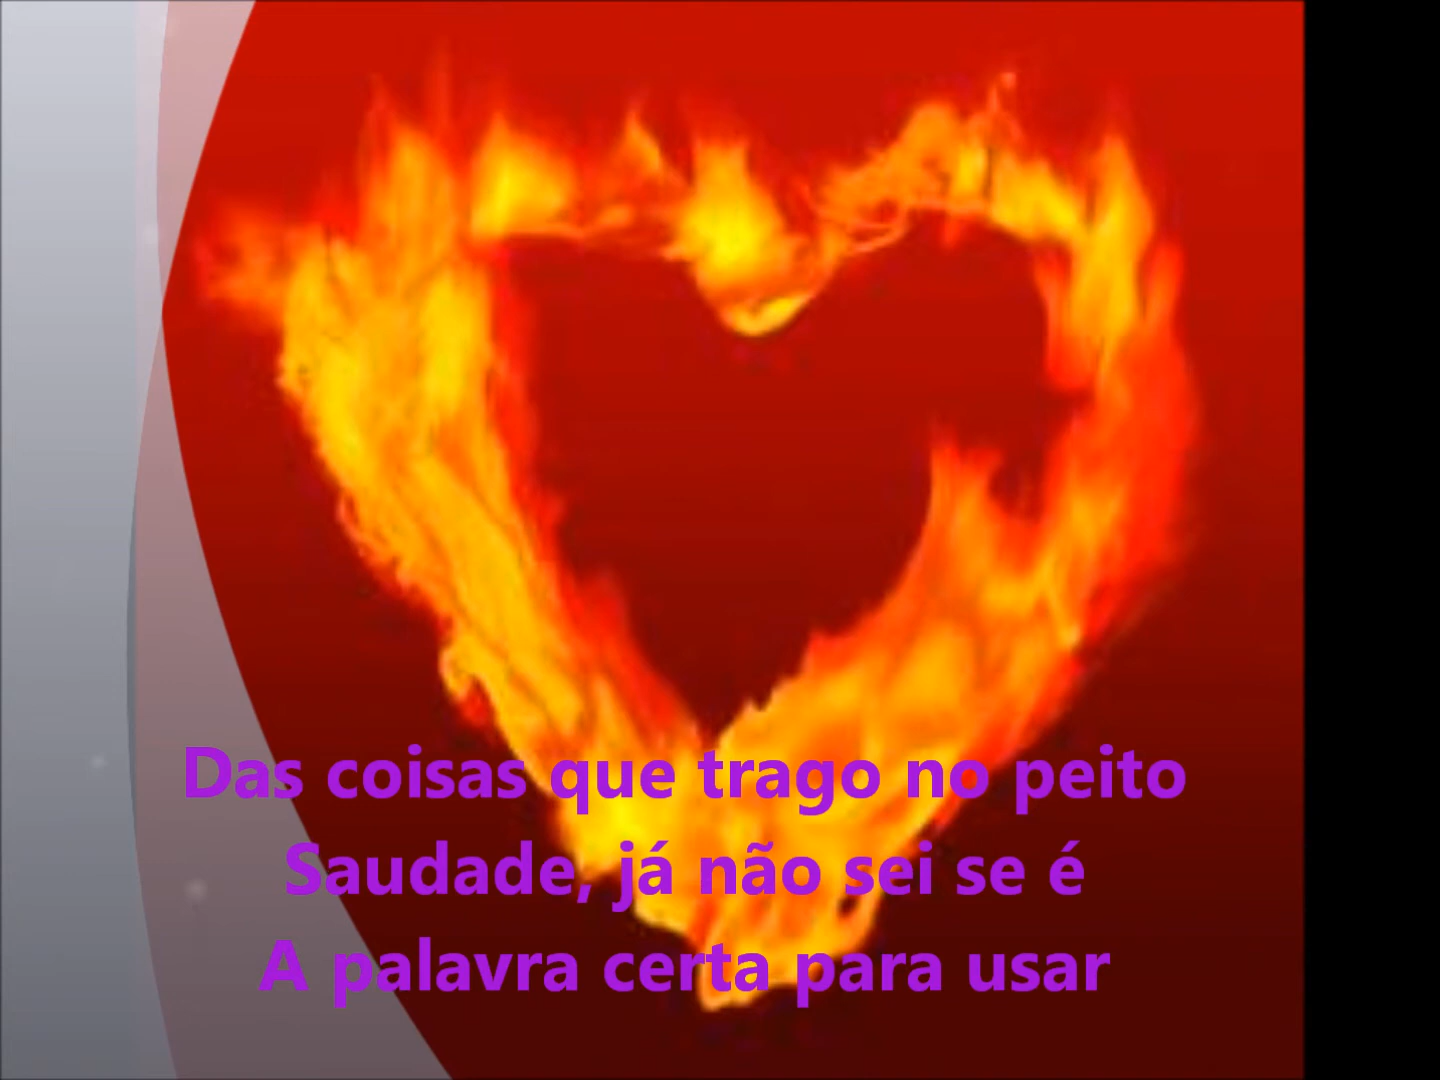 Das coisas que trago no peito
Saudade, já não sei se é
A palavra certa para usar